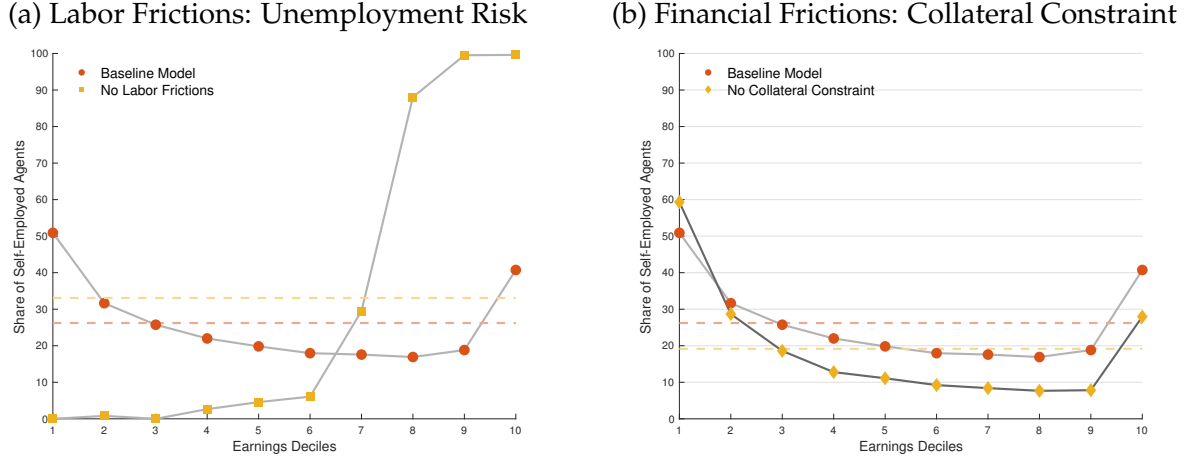 (a) Labor Frictions: Unemployment Risk
100
90
80
70
60
50
40
30
20
10
0
Share of Self-Employed Agents
Baseline Model
No Labor Frictions
1 2 3 4 5 6 7 8 9 10
Earnings Deciles
(b) Financial Frictions: Collateral Constraint
100
90
80
70
60
50
40
30
20
10
0
Share of Self-Employed Agents
Baseline Model
No Collateral Constraint
1 2 3 4 5 6 7 8 9 10
Earnings Deciles